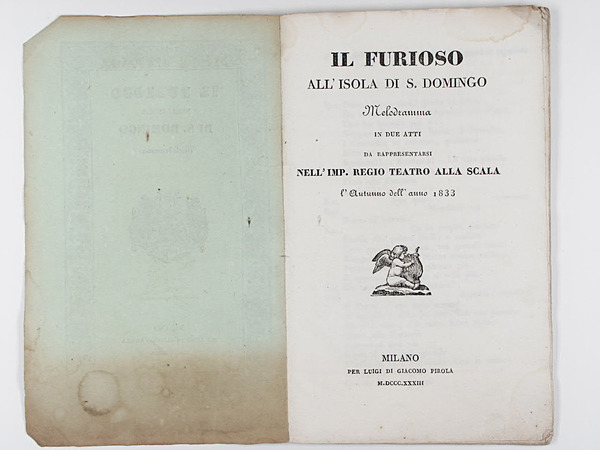 IL FURIOSO
ALL' ISOLA DI S. DOMINGO
Melodramma
IN DUE ATTI
DA RAPPRESENTARSI
NELL' IMP. REGIO TEATRO ALLA SCALA
l' Autunno dell' anno 1833
MILANO
PER LUIGI DI GIACOMO PIROLA
M.DCCC.XXXIII